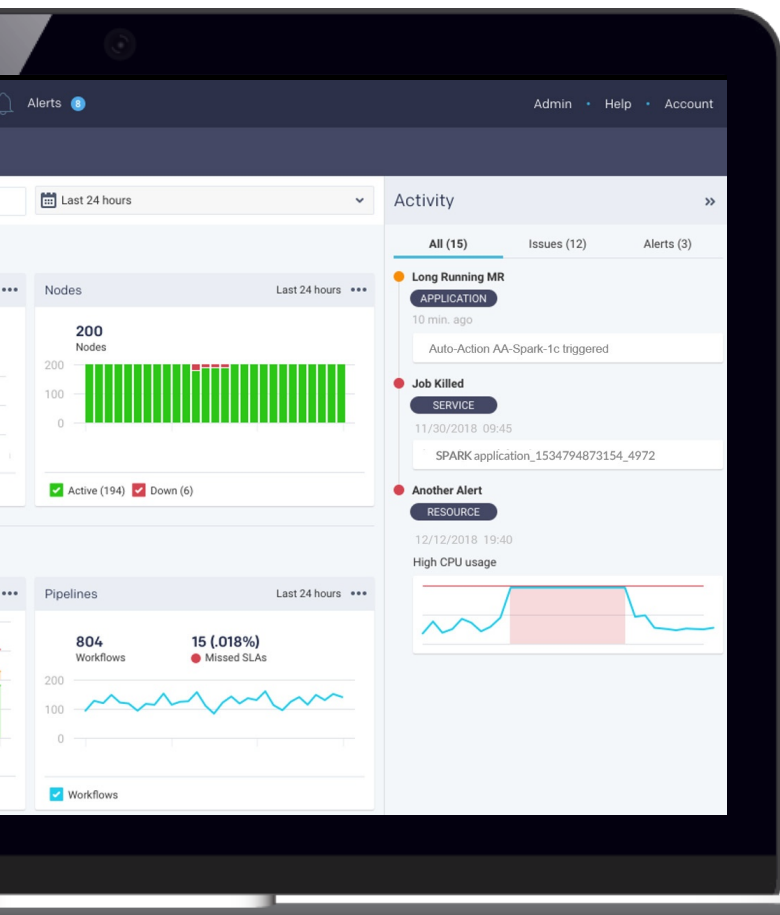 Alerts 8
Admin • Help • Account
Last 24 hours
Activity
All (15) Issues (12) Alerts (3)
Long Running MR
APPLICATION
10 min. ago
Auto-Action AA-Spark-1c triggered
Job Killed
SERVICE
11/30/2018 09:45
SPARK application_1534794873154_4972
Another Alert
RESOURCE
12/12/2018 19:40
High CPU usage
Nodes Last 24 hours
200
Nodes
200
100
0
Active (194) Down (6)
Pipelines Last 24 hours
804 15 (.018%)
Workflows Missed SLAs
200
100
0
Workflows